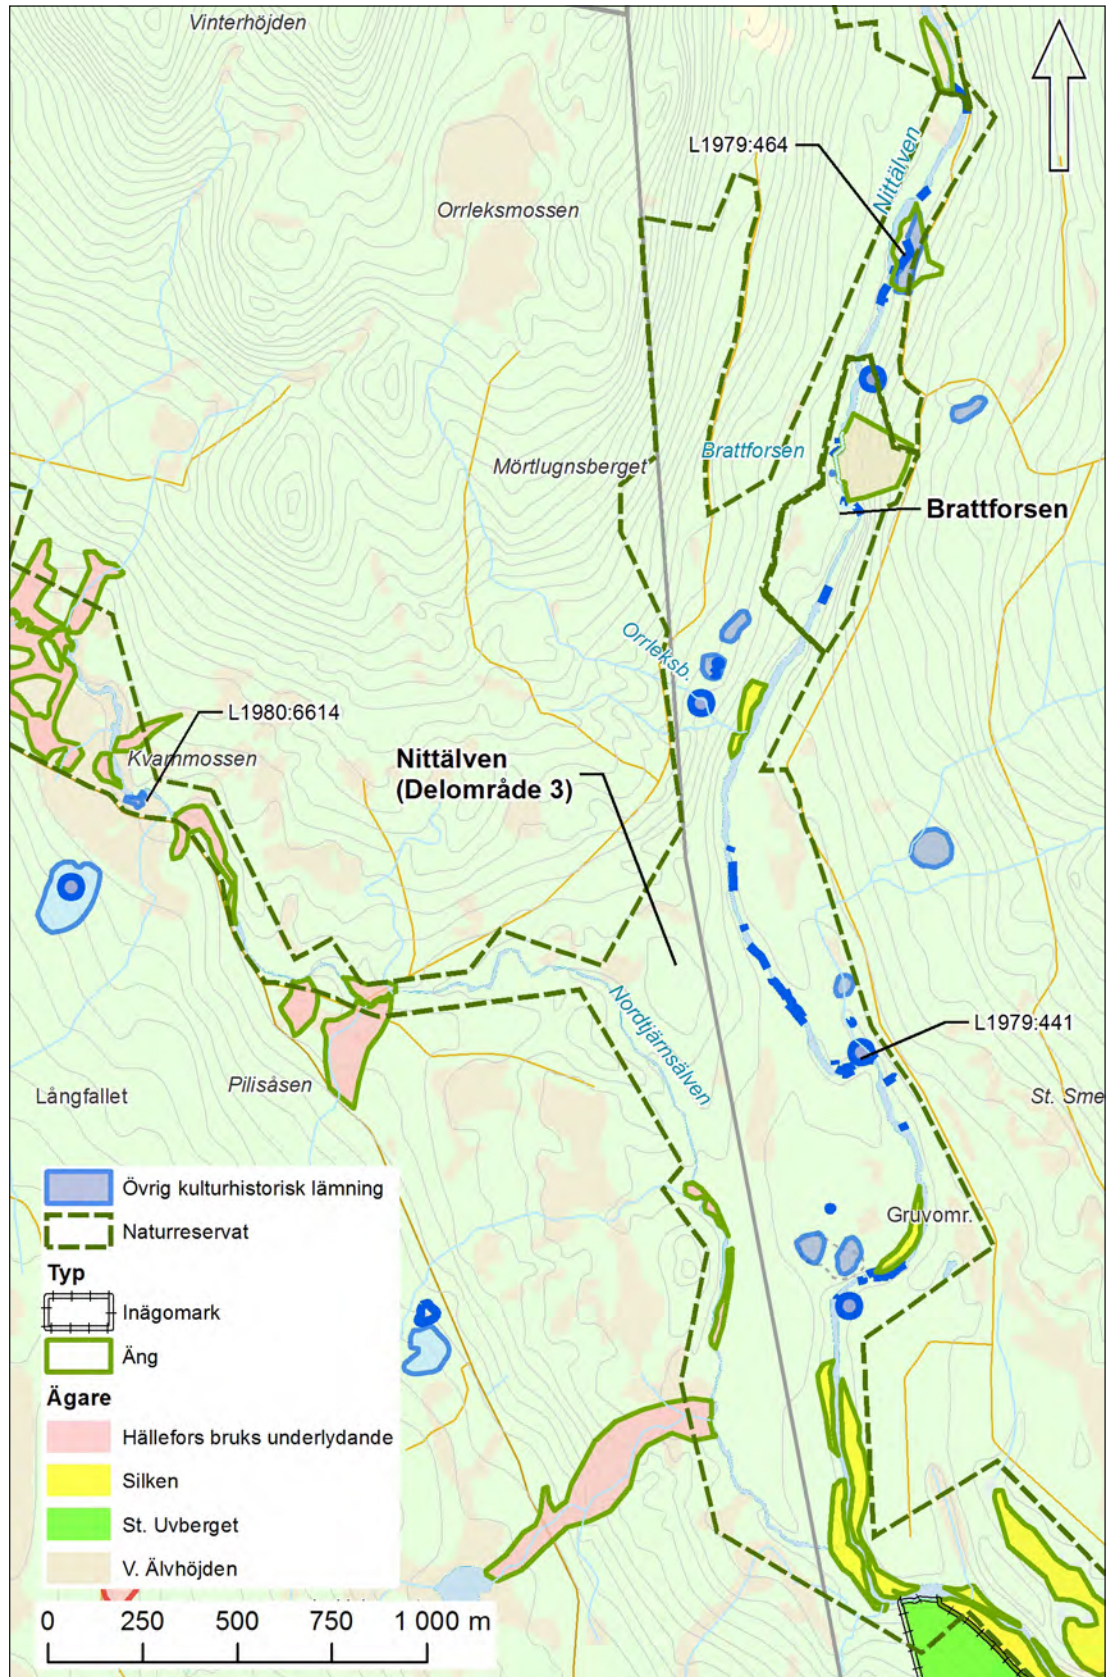 Vinterhöjden
L1979:464
Nittälven
Orrleksmossen
Brattforsen
Mörtlugnsberget
Brattforsen
Orrleksb.
L1980:6614
Kvarnmossen
Nittälven
(Delområde 3)
Nordtjärnsälven
L1979:441
Pilisåsen
Långfallet
St. Sme
Gruvomr.
Övrig kulturhistorisk lämning
Naturreservat
Typ
Inägomark
Äng
Ägare
Hällefors bruks underlydande
Silken
St. Uvberget
V. Älvhöjden
0 250 500 750 1 000 m